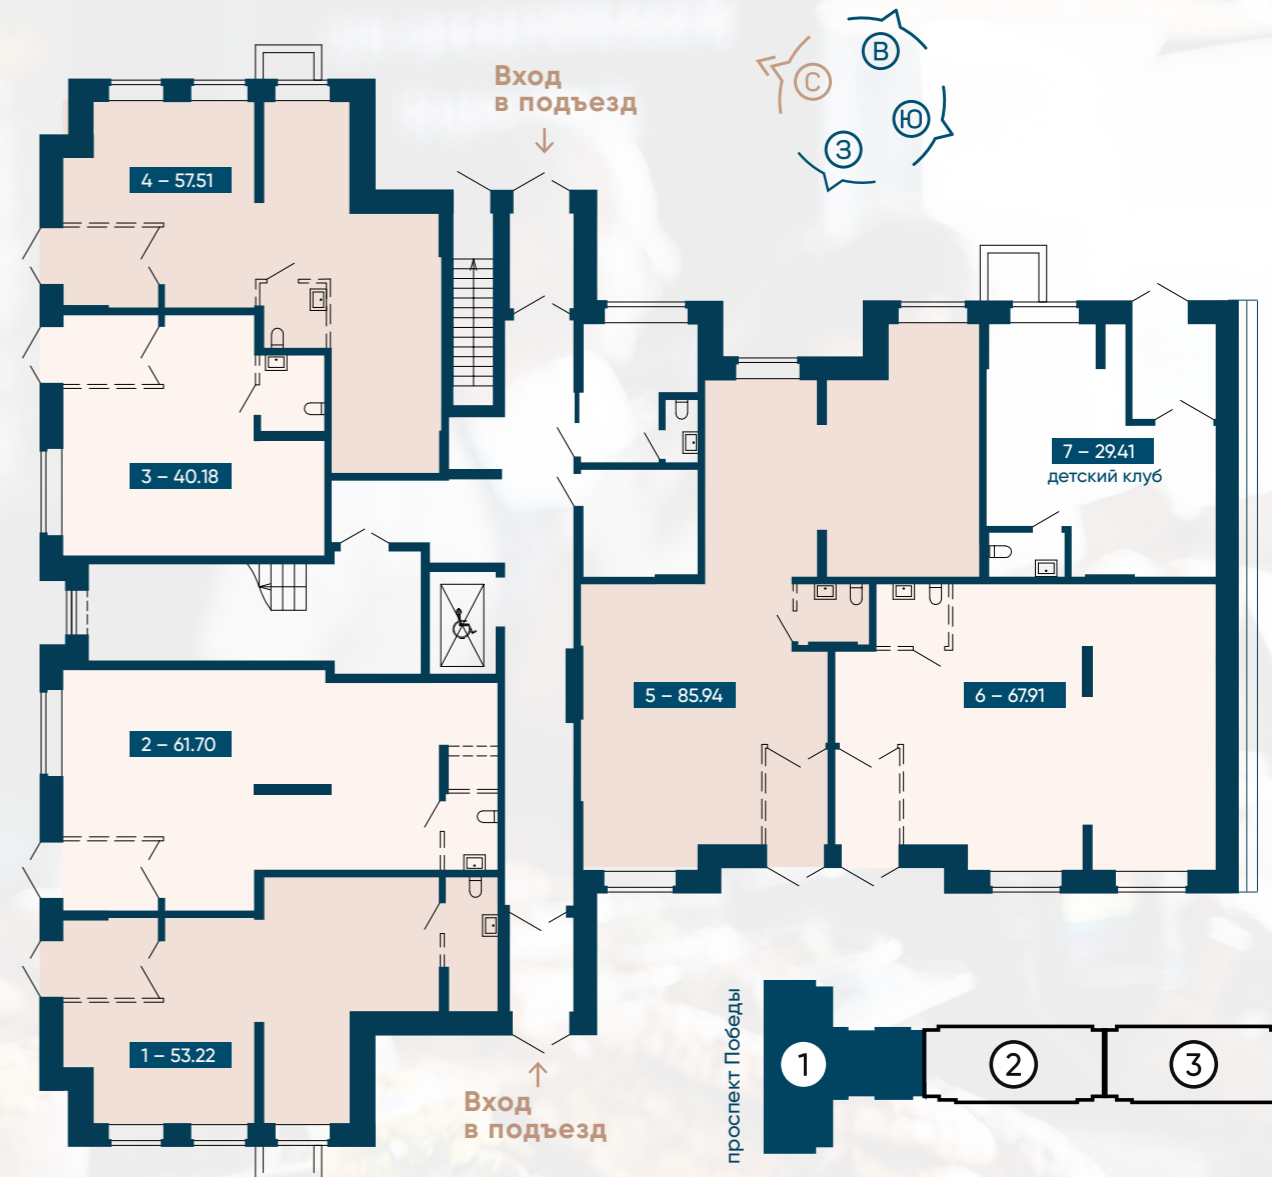 Вход
в подъезд
С
В
Ю
З
4 – 57.51
3 – 40.18
7 – 29.41
детский клуб
5 – 85.94
6 – 67.91
2 – 61.70
1 – 53.22
Вход
в подъезд
проспект Победы
1
2
3